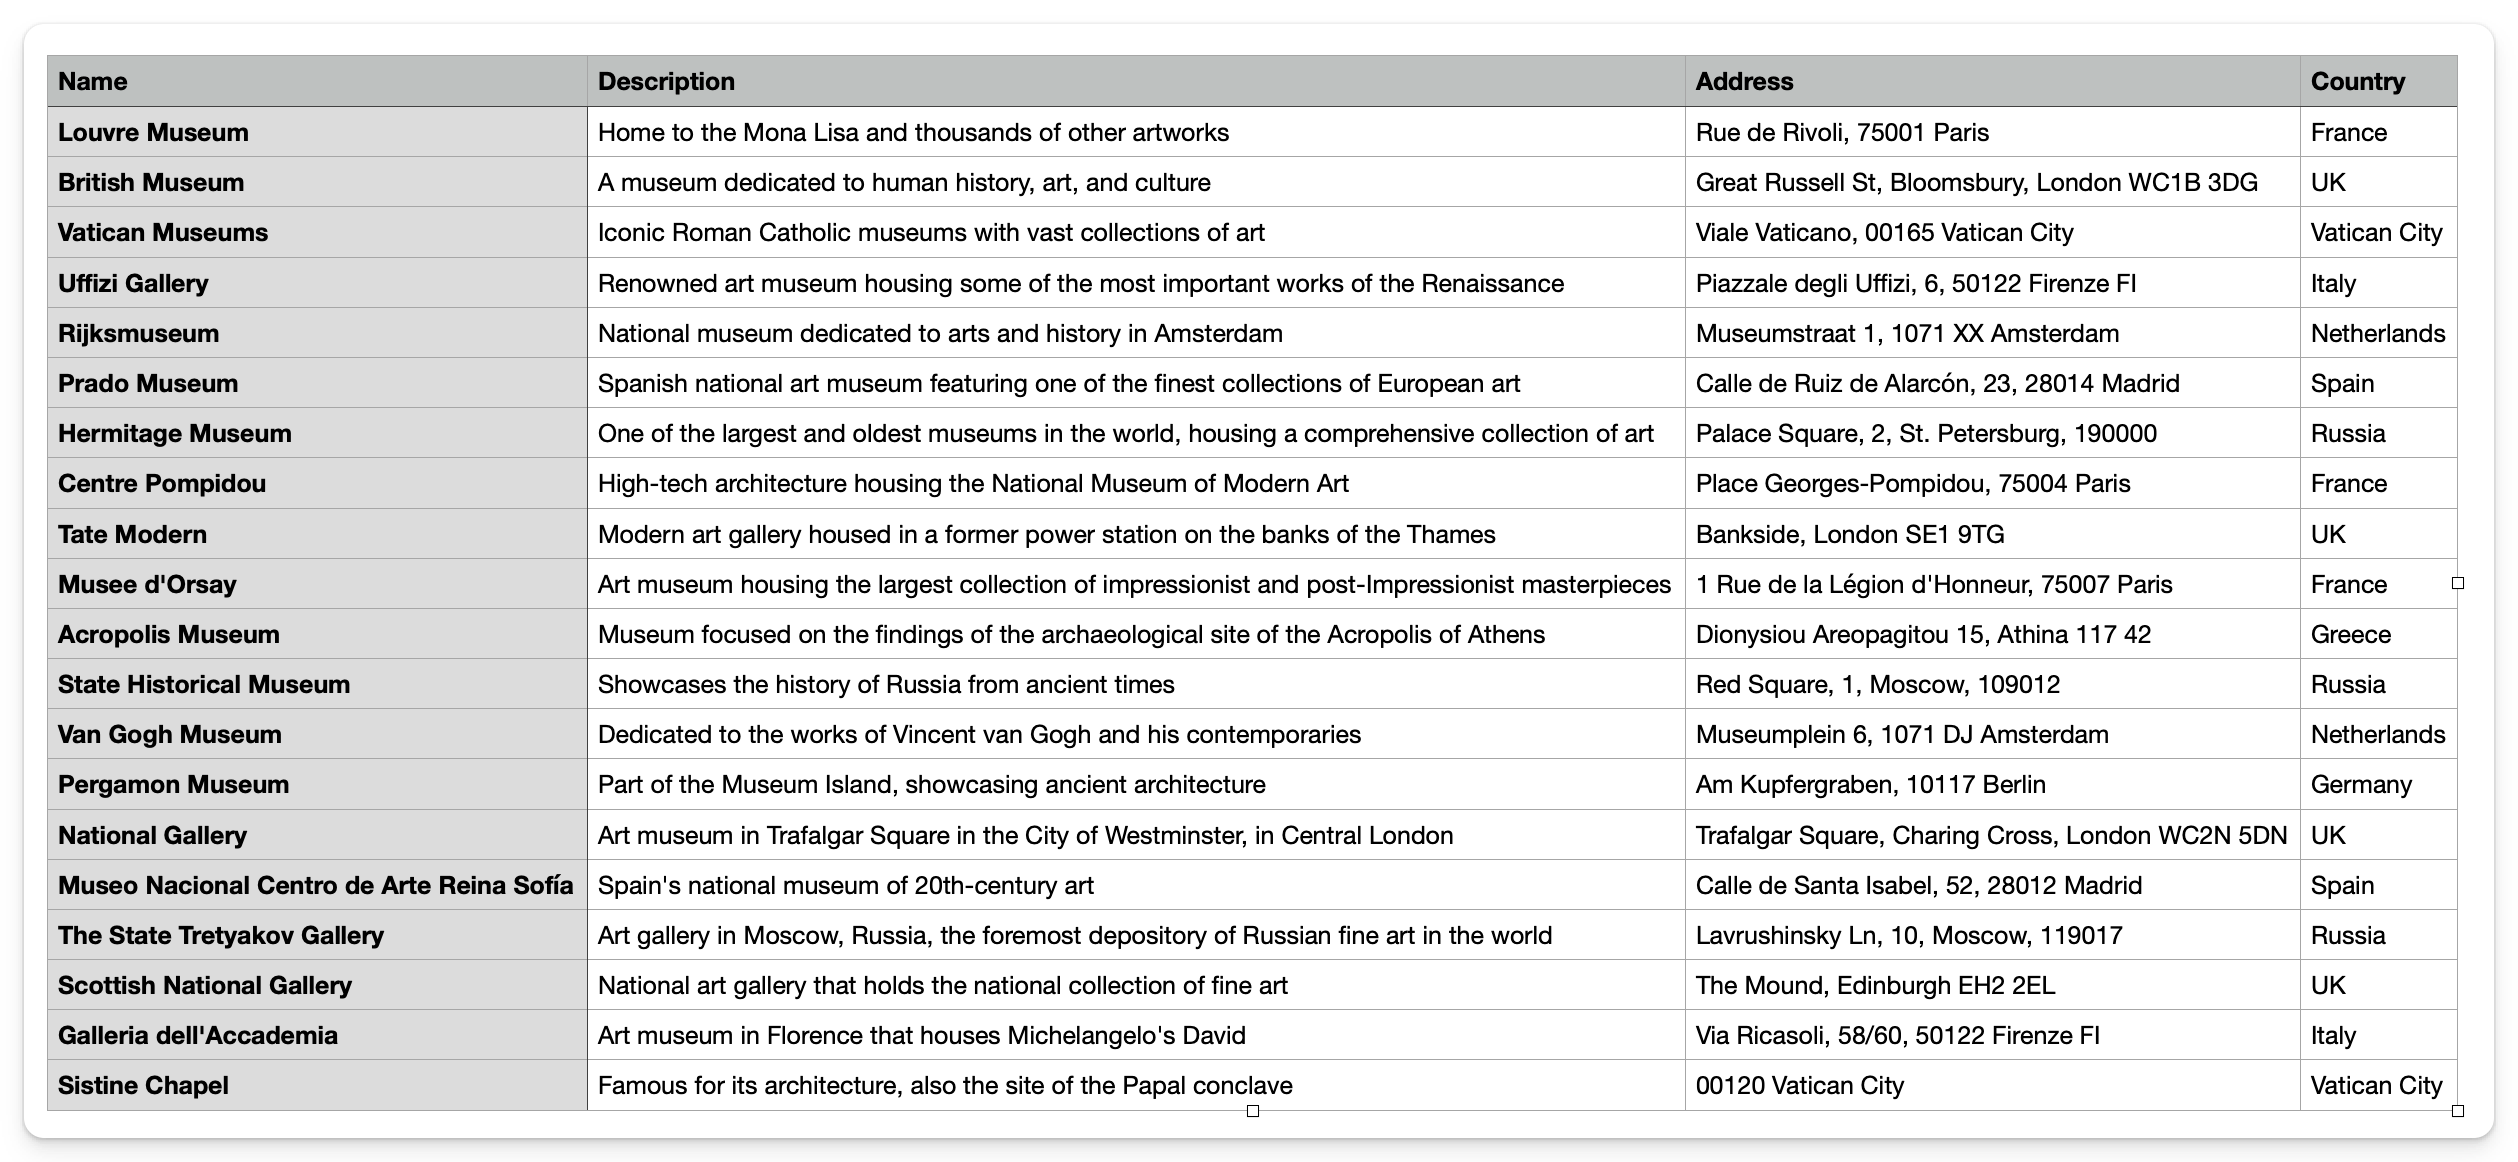 Name Description Address Country
Louvre Museum Home to the Mona Lisa and thousands of other artworks Rue de Rivoli, 75001 Paris France
British Museum A museum dedicated to human history, art, and culture Great Russell St, Bloomsbury, London WC1B 3DG UK
Vatican Museums Iconic Roman Catholic museums with vast collections of art Viale Vaticano, 00165 Vatican City Vatican City
Uffizi Gallery Renowned art museum housing some of the most important works of the Renaissance Piazzale degli Uffizi, 6, 50122 Firenze FI Italy
Rijksmuseum National museum dedicated to arts and history in Amsterdam Museumstraat 1, 1071 XX Amsterdam Netherlands
Prado Museum Spanish national art museum featuring one of the finest collections of European art Calle de Ruiz de Alarcón, 23, 28014 Madrid Spain
Hermitage Museum One of the largest and oldest museums in the world, housing a comprehensive collection of art Palace Square, 2, St. Petersburg, 190000 Russia
Centre Pompidou High-tech architecture housing the National Museum of Modern Art Place Georges-Pompidou, 75004 Paris France
Tate Modern Modern art gallery housed in a former power station on the banks of the Thames Bankside, London SE1 9TG UK
Musee d'Orsay Art museum housing the largest collection of impressionist and post-Impressionist masterpieces 1 Rue de la Légion d'Honneur, 75007 Paris France
Acropolis Museum Museum focused on the findings of the archaeological site of the Acropolis of Athens Dionysiou Areopagitou 15, Athina 117 42 Greece
State Historical Museum Showcases the history of Russia from ancient times Red Square, 1, Moscow, 109012 Russia
Van Gogh Museum Dedicated to the works of Vincent van Gogh and his contemporaries Museumplein 6, 1071 DJ Amsterdam Netherlands
Pergamon Museum Part of the Museum Island, showcasing ancient architecture Am Kupfergraben, 10117 Berlin Germany
National Gallery Art museum in Trafalgar Square in the City of Westminster, in Central London Trafalgar Square, Charing Cross, London WC2N 5DN UK
Museo Nacional Centro de Arte Reina Sofía Spain's national museum of 20th-century art Calle de Santa Isabel, 52, 28012 Madrid Spain
The State Tretyakov Gallery Art gallery in Moscow, Russia, the foremost depository of Russian fine art in the world Lavrushinsky Ln, 10, Moscow, 119017 Russia
Scottish National Gallery National art gallery that holds the national collection of fine art The Mound, Edinburgh EH2 2EL UK
Galleria dell'Accademia Art museum in Florence that houses Michelangelo's David Via Ricasoli, 58/60, 50122 Firenze FI Italy
Sistine Chapel Famous for its architecture, also the site of the Papal conclave 00120 Vatican City Vatican City